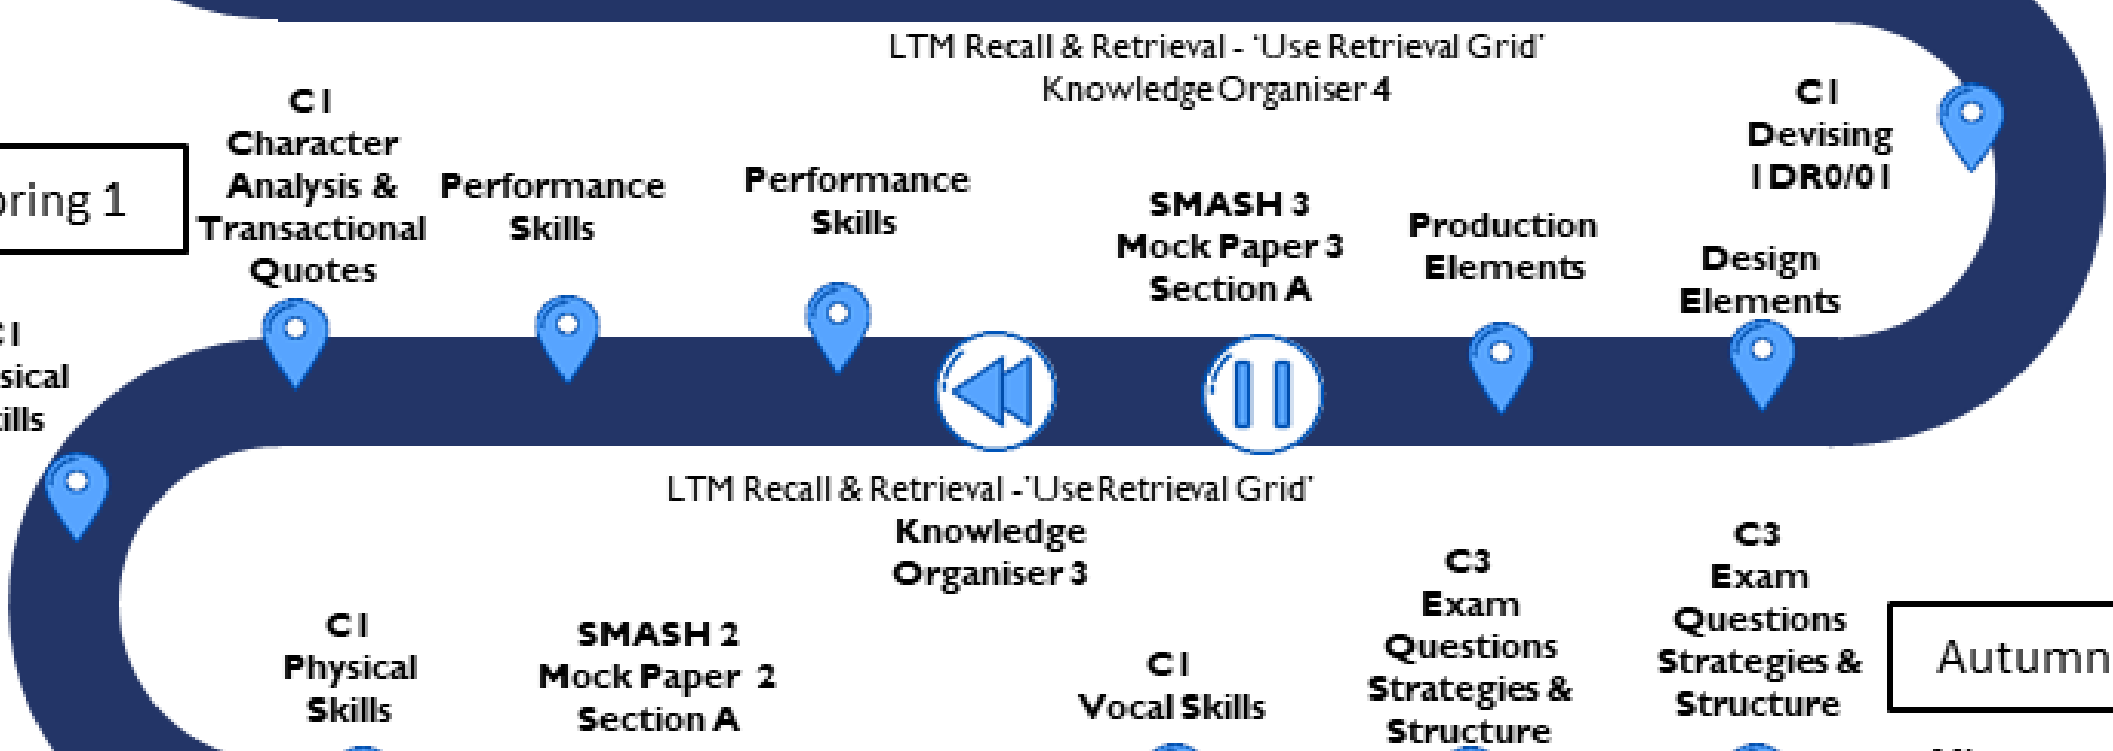 LTM Recall & Retrieval - ‘Use Retrieval Grid’
Knowledge Organiser 4
C1
Character
Analysis &
Transactional
Quotes
Performance
Skills
Performance
Skills
SMASH 3
Mock Paper 3
Section A
Production
Elements
Design
Elements
C1
Devising
1DR0/01
LTM Recall & Retrieval -‘Use Retrieval Grid’
Knowledge
Organiser 3
C1
Physical
Skills
SMASH 2
Mock Paper 2
Section A
C1
Vocal Skills
C3
Exam
Questions
Strategies &
Structure
C3
Exam
Questions
Strategies &
Structure
Autumn